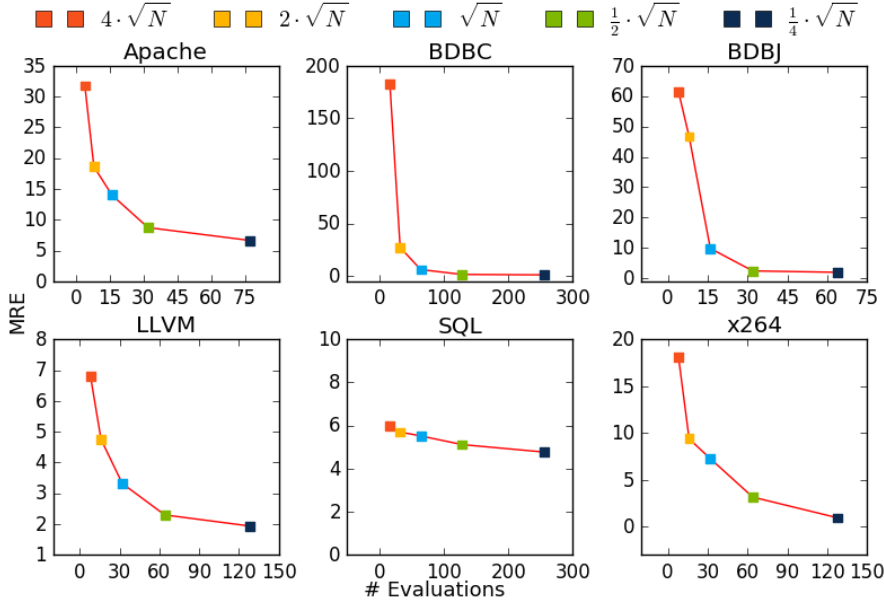 4 · √N 2 · √N √N 1/2 · √N 1/4 · √N
Apache BDBC BDBJ
35 200 70
30 150 60
25 100 50
20 50 40
15 0 30
10 20
5 10
0 0
0 15 30 45 60 75 0 100 200 300 0 15 30 45 60 75
MRE
LLVM SQL x264
8 10 20
7 8 15
6 6 10
5 4 5
4 2 0
3 0
2
1
0 30 60 90 120 150 0 100 200 300 0 30 60 90 120 150
# Evaluations